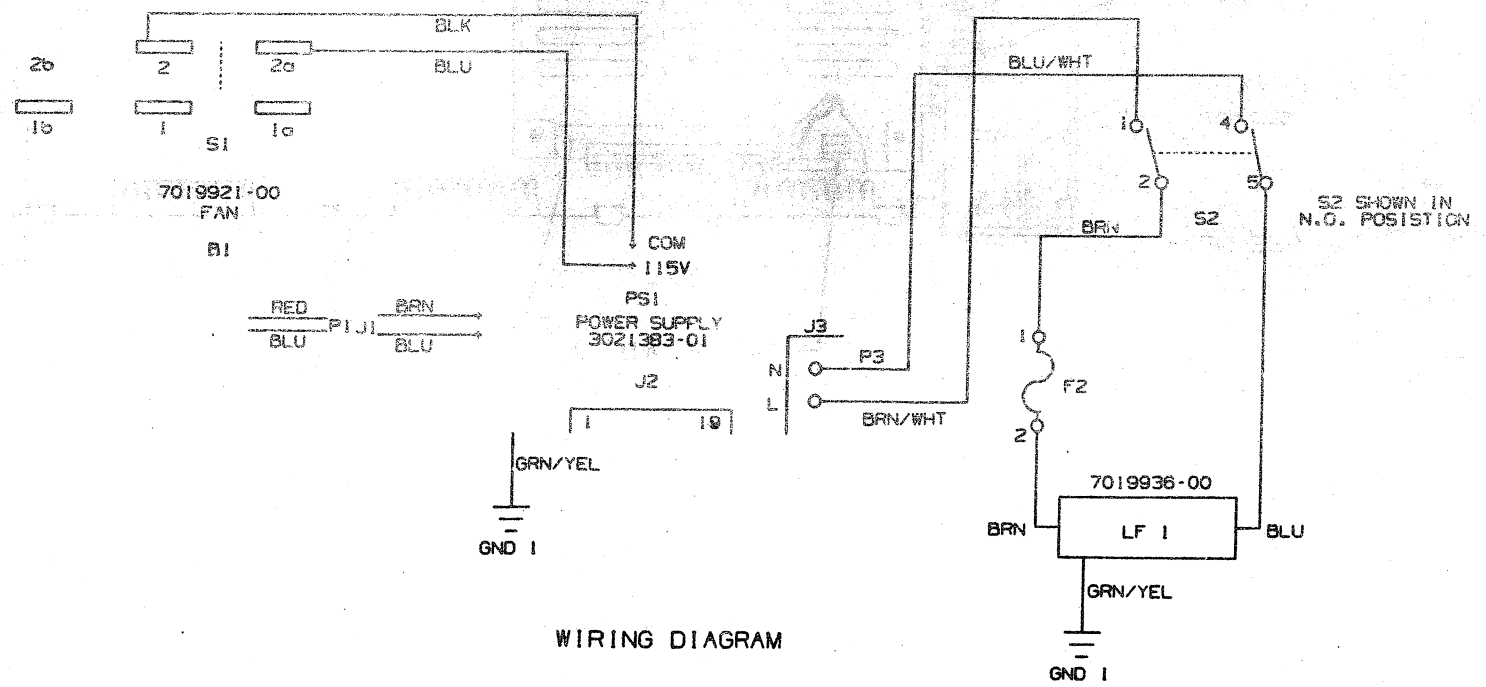 BLK
BLU
2b
2
2a
1b
1
1a
S1
7019921-00
FAN
B1
RED
BLU
P1 J1
BRN
BLU
COM
115V
PS1
POWER SUPPLY
3021383-01
J2
1
19
GRN/YEL
GND 1
J3
N
L
P3
BRN/WHT
BLU/WHT
1
4
2
5
S2
BRN
S2 SHOWN IN
N.O. POSISTION
1
F2
2
7019936-00
BRN
LF 1
BLU
GRN/YEL
GND 1
WIRING DIAGRAM